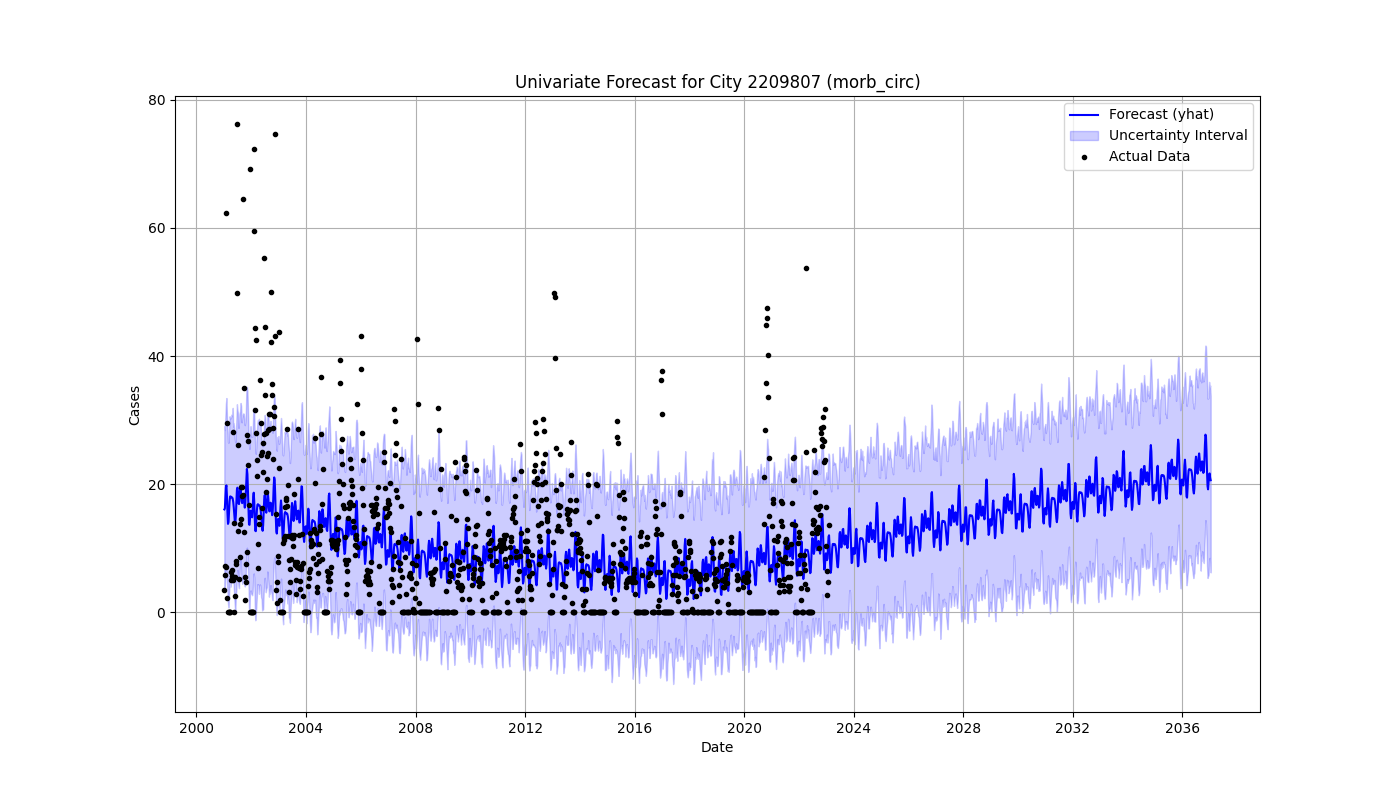 Univariate Forecast for City 2209807 (morb_circ)
Forecast (yhat)
Uncertainty Interval
Actual Data
80
60
40
20
0
Cases
2000 2004 2008 2012 2016 2020 2024 2028 2032 2036
Date